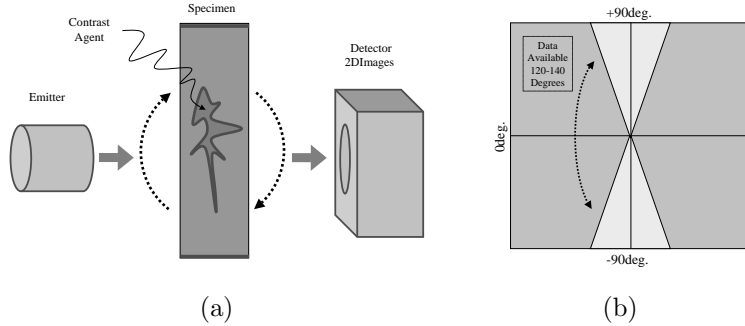 Contrast
Agent
Specimen
Detector
2DImages
Emitter
(a)
+90deg.
Data
Available
120-140
Degrees
0deg.
-90deg.
(b)